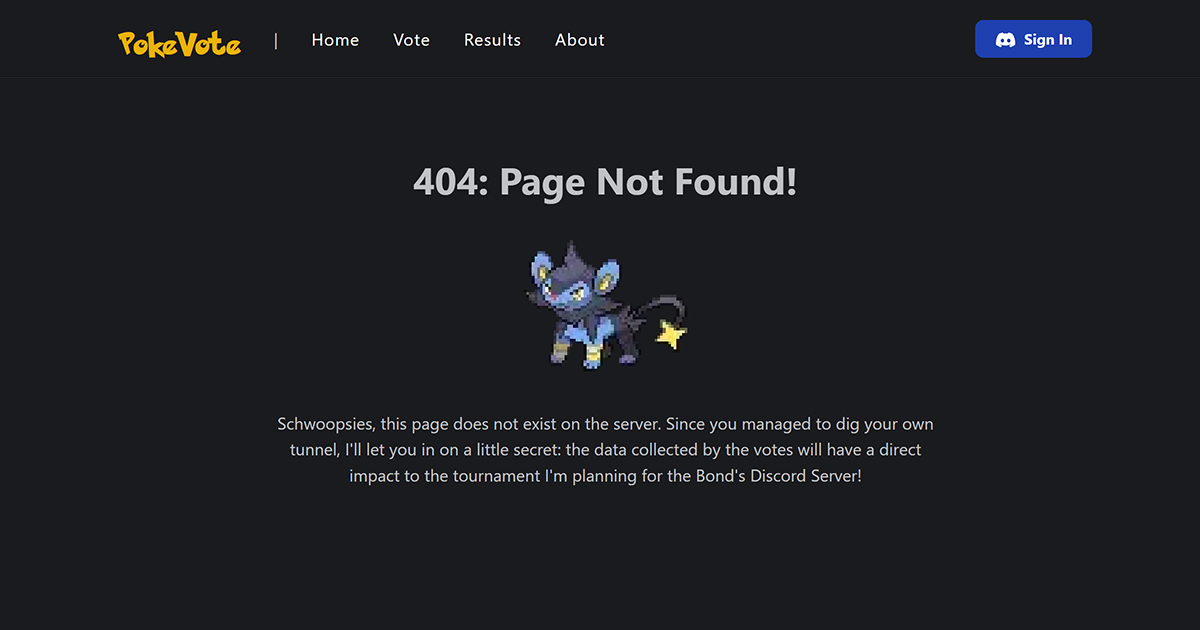 PokeVote | Home Vote Results About Sign In
404: Page Not Found!
Schwoopsies, this page does not exist on the server. Since you managed to dig your own
tunnel, I'll let you in on a little secret: the data collected by the votes will have a direct
impact to the tournament I'm planning for the Bond's Discord Server!